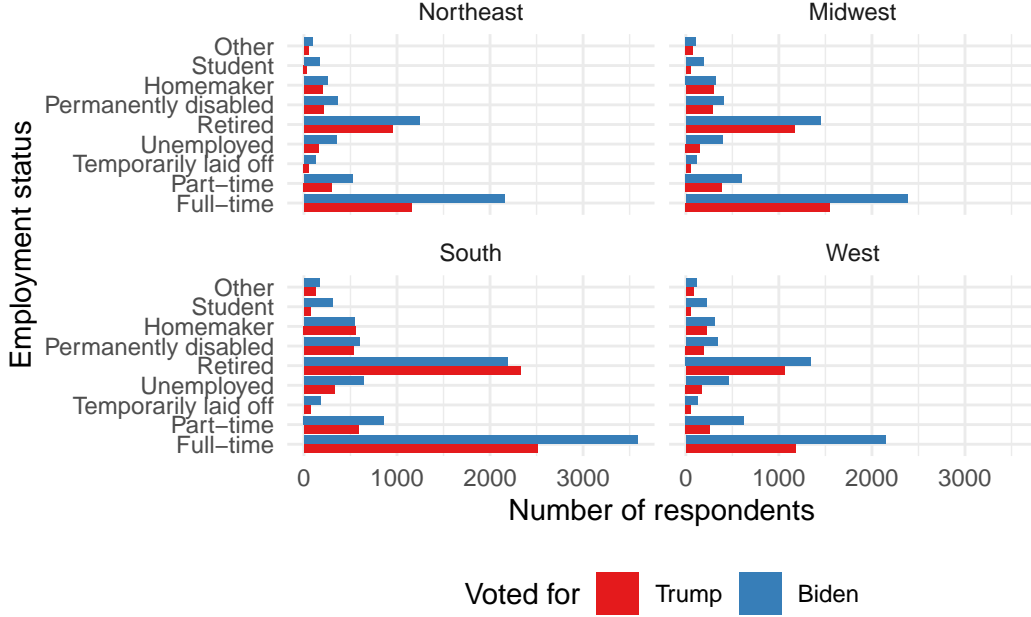 Northeast
Midwest
Other
Student
Homemaker
Permanently disabled
Retired
Unemployed
Temporarily laid off
Part−time
Full−time
South
West
Other
Student
Homemaker
Permanently disabled
Retired
Unemployed
Temporarily laid off
Part−time
Full−time
0 1000 2000 3000
0 1000 2000 3000
Employment status
Number of respondents
Voted for Trump Biden